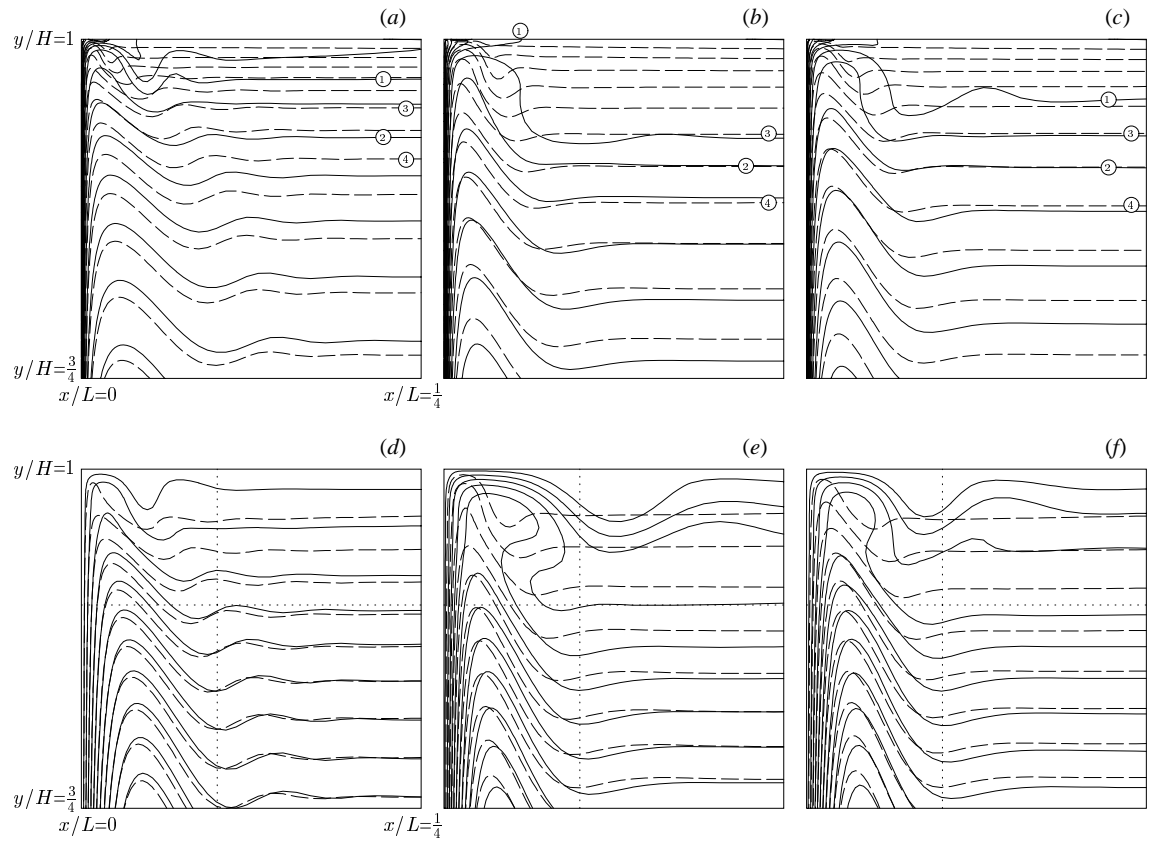 (a) (b) (c)
y/H=1
1
1
1
3
3
3
2
2
2
4
4
4
y/H=3/4
x/L=0 x/L=1/4
(d) (e) (f)
y/H=1
y/H=3/4
x/L=0 x/L=1/4